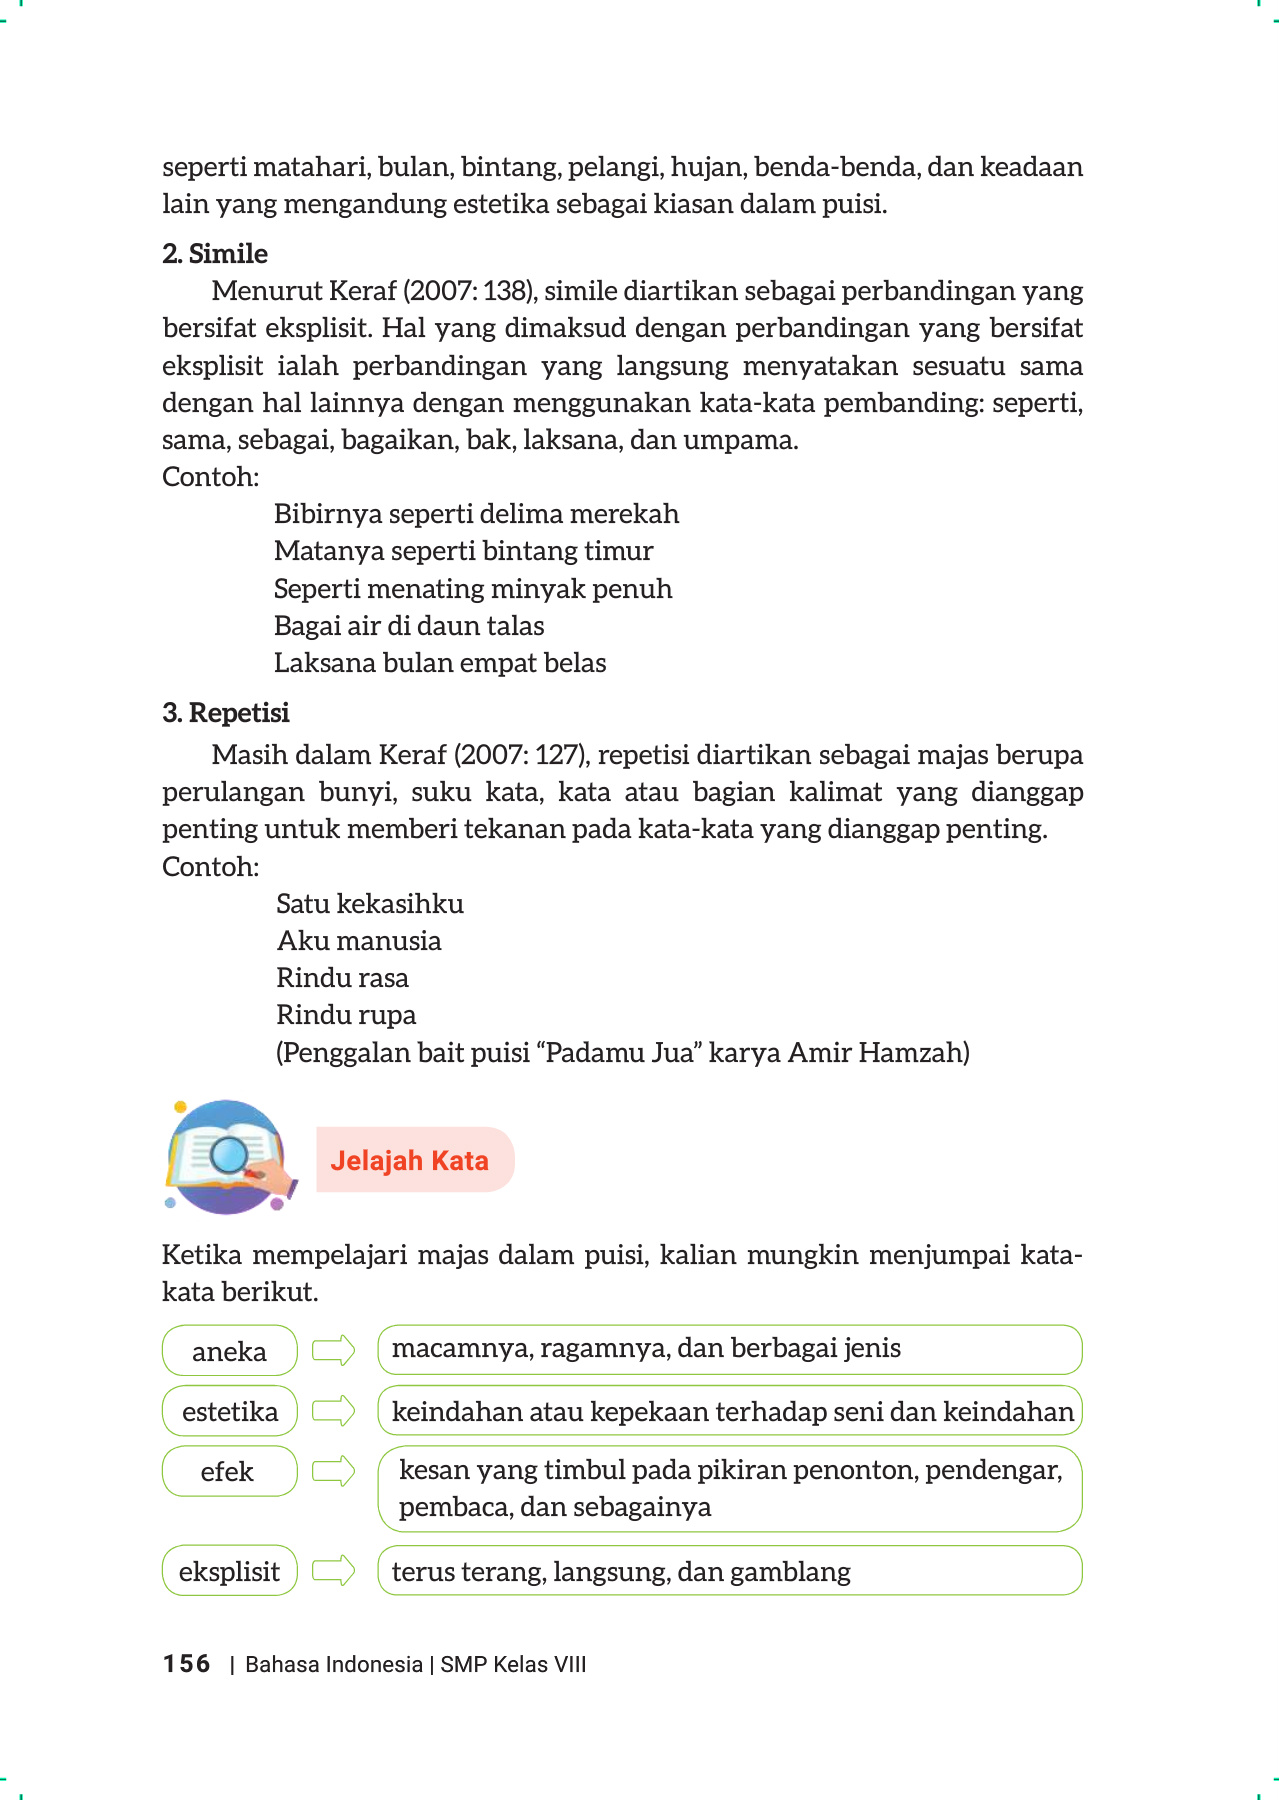 seperti matahari, bulan, bintang, pelangi, hujan, benda-benda, dan keadaan
lain yang mengandung estetika sebagai kiasan dalam puisi.
2. Simile
Menurut Keraf (2007: 138), simile diartikan sebagai perbandingan yang
bersifat eksplisit. Hal yang dimaksud dengan perbandingan yang bersifat
eksplisit ialah perbandingan yang langsung menyatakan sesuatu sama
dengan hal lainnya dengan menggunakan kata-kata pembanding: seperti,
sama, sebagai, bagaikan, bak, laksana, dan umpama.
Contoh:
Bibirnya seperti delima merekah
Matanya seperti bintang timur
Seperti menating minyak penuh
Bagai air di daun talas
Laksana bulan empat belas
3. Repetisi
Masih dalam Keraf (2007: 127), repetisi diartikan sebagai majas berupa
perulangan bunyi, suku kata, kata atau bagian kalimat yang dianggap
penting untuk memberi tekanan pada kata-kata yang dianggap penting.
Contoh:
Satu kekasihku
Aku manusia
Rindu rasa
Rindu rupa
(Penggalan bait puisi “Padamu Jua” karya Amir Hamzah)
Jelajah Kata
Ketika mempelajari majas dalam puisi, kalian mungkin menjumpai kata-
kata berikut.
aneka
macamnya, ragamnya, dan berbagai jenis
estetika
keindahan atau kepekaan terhadap seni dan keindahan
efek
kesan yang timbul pada pikiran penonton, pendengar,
pembaca, dan sebagainya
eksplisit
terus terang, langsung, dan gamblang
156 | Bahasa Indonesia | SMP Kelas VIII